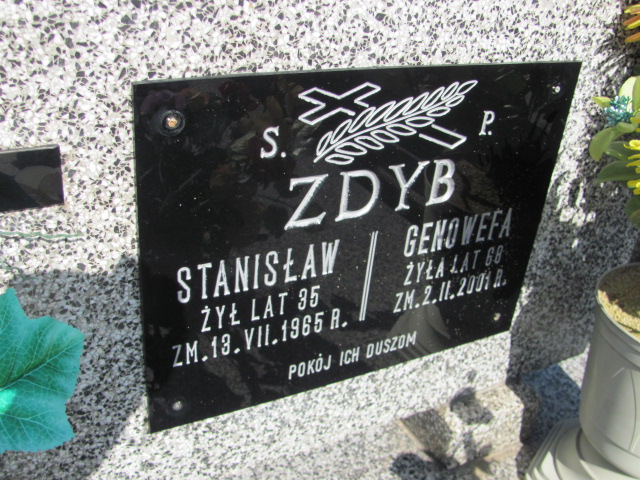 S. P.
ZDYB
STANISŁAW
ŻYŁ LAT 35
ZM. 13. VII. 1965 R.
GENOWEFA
ŻYŁA LAT 68
ZM. 2. II. 2001 R.
POKÓJ ICH DUSZOM